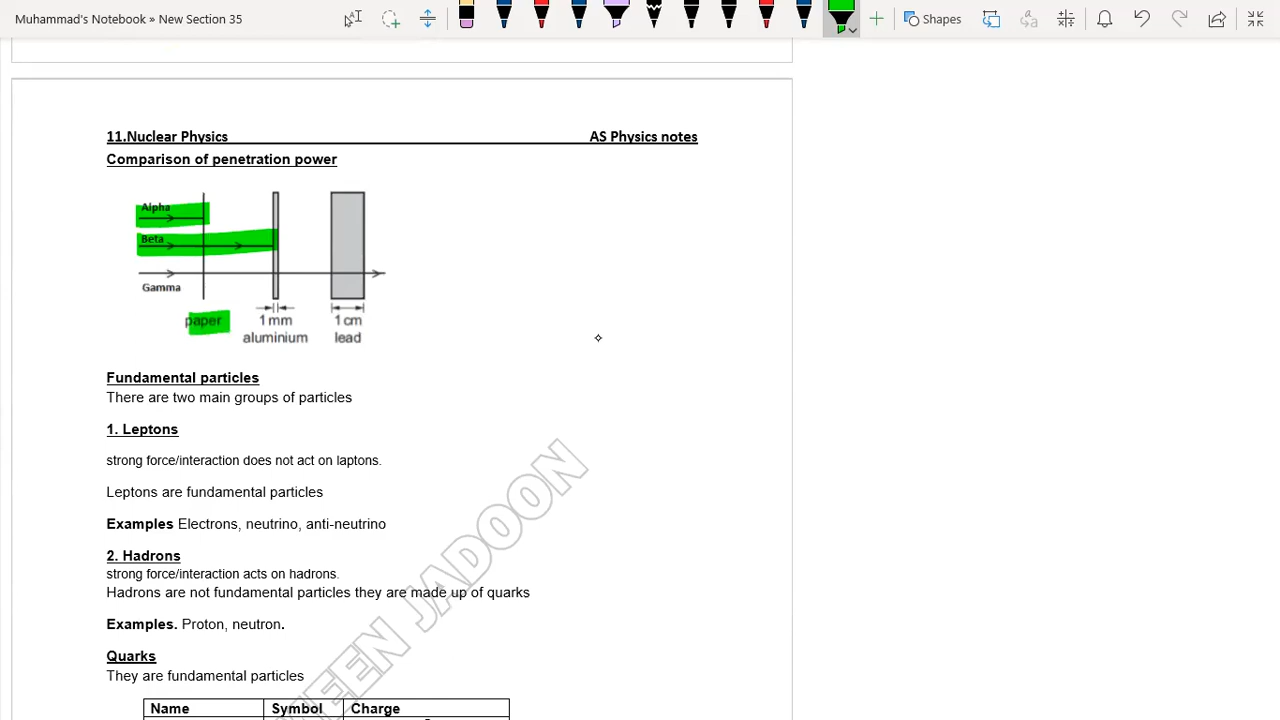 Muhammad's Notebook » New Section 35
Shapes
11.Nuclear Physics AS Physics notes
Comparison of penetration power
Alpha
Beta
Gamma
paper 1 mm 1 cm
aluminium lead
Fundamental particles
There are two main groups of particles
1. Leptons
strong force/interaction does not act on laptons.
Leptons are fundamental particles
Examples Electrons, neutrino, anti-neutrino
2. Hadrons
strong force/interaction acts on hadrons.
Hadrons are not fundamental particles they are made up of quarks
Examples. Proton, neutron.
Quarks
They are fundamental particles
Name Symbol Charge
JADOON